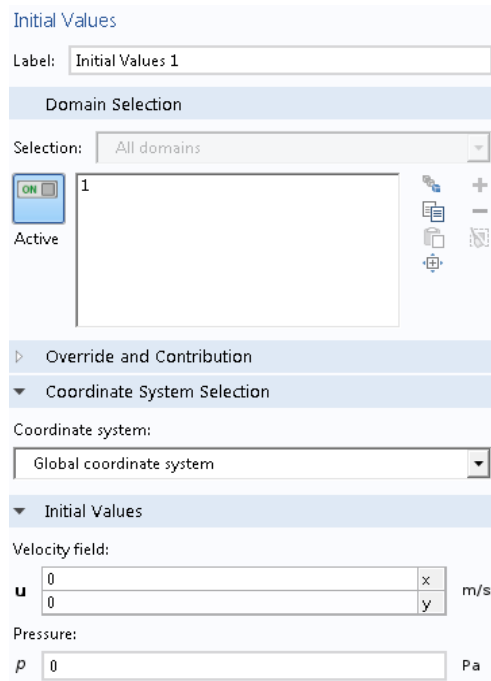 Initial Values
Label: Initial Values 1
Domain Selection
Selection: All domains
ON
1
Active
Override and Contribution
Coordinate System Selection
Coordinate system:
Global coordinate system
Initial Values
Velocity field:
u 0 x m/s
0 y
Pressure:
p 0 Pa